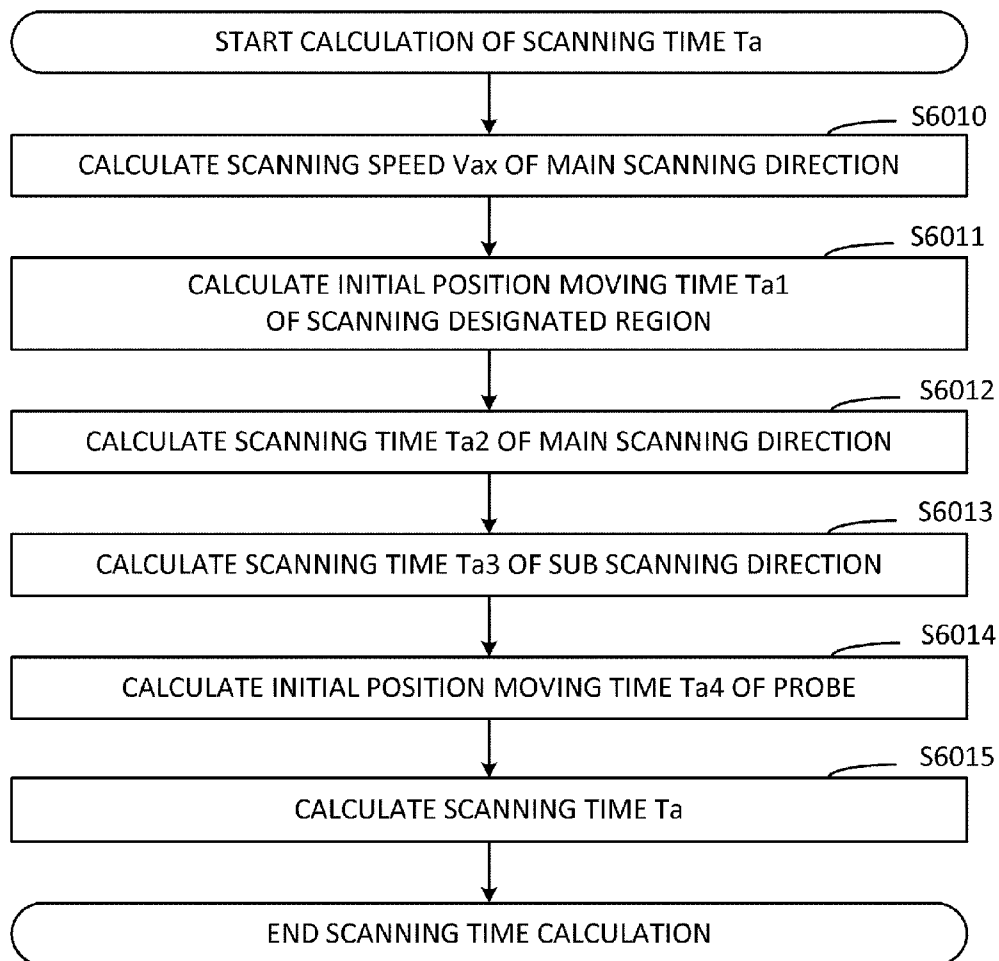 START CALCULATION OF SCANNING TIME Ta
S6010
CALCULATE SCANNING SPEED Vax OF MAIN SCANNING DIRECTION
S6011
CALCULATE INITIAL POSITION MOVING TIME Ta1
OF SCANNING DESIGNATED REGION
S6012
CALCULATE SCANNING TIME Ta2 OF MAIN SCANNING DIRECTION
S6013
CALCULATE SCANNING TIME Ta3 OF SUB SCANNING DIRECTION
S6014
CALCULATE INITIAL POSITION MOVING TIME Ta4 OF PROBE
S6015
CALCULATE SCANNING TIME Ta
END SCANNING TIME CALCULATION